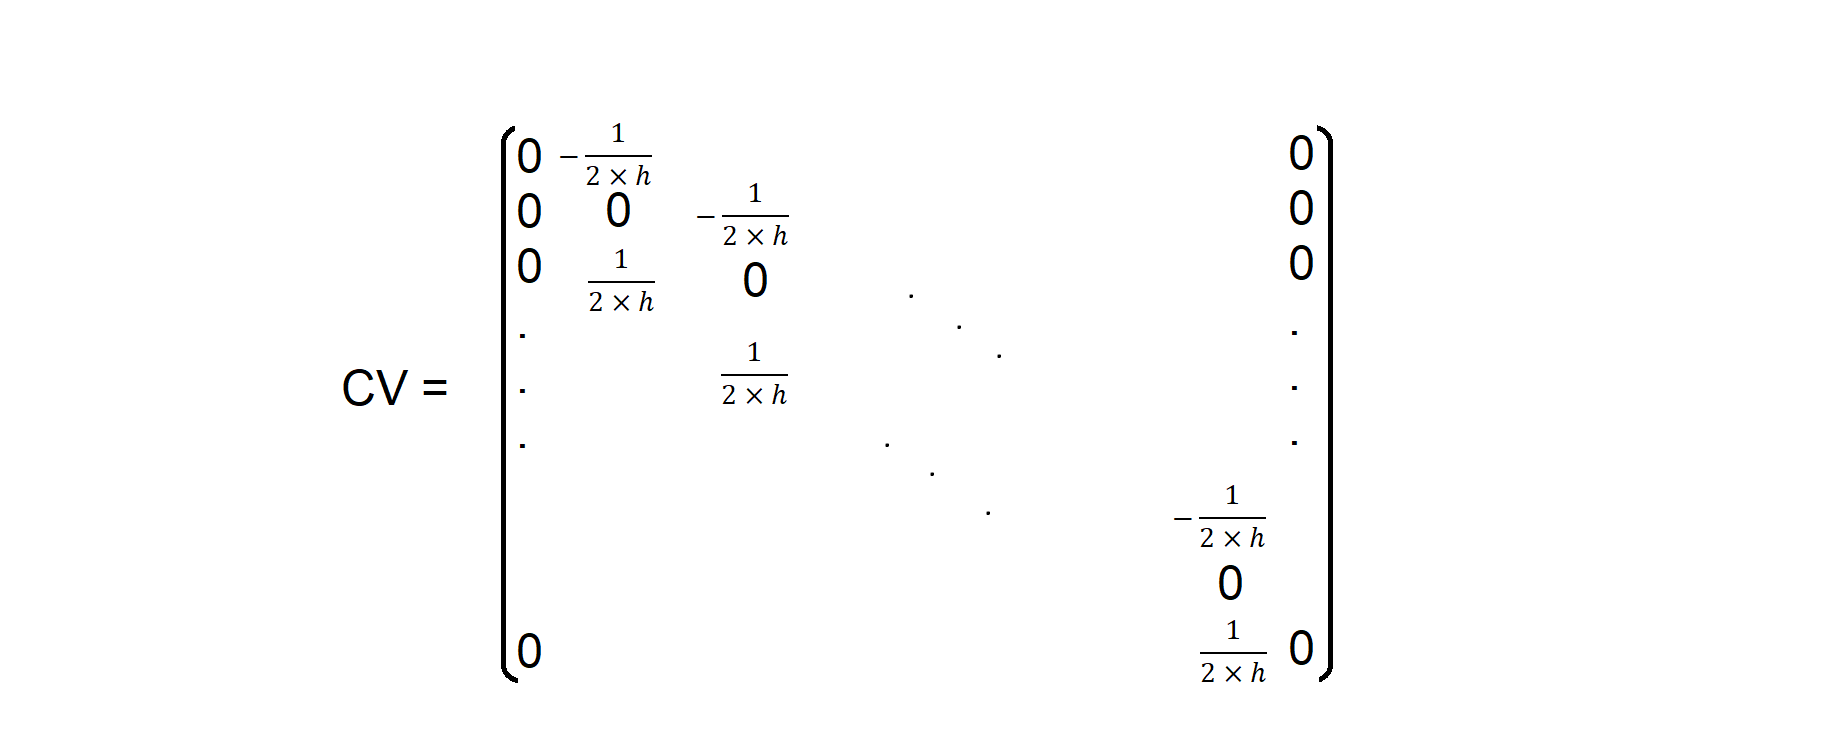 0 −1/(2 × h) 0
0 0 −1/(2 × h) 0
0 1/(2 × h) 0 . 0
. . .
CV = . 1/(2 × h) .
. . .
.
. −1/(2 × h)
0
0 1/(2 × h) 0